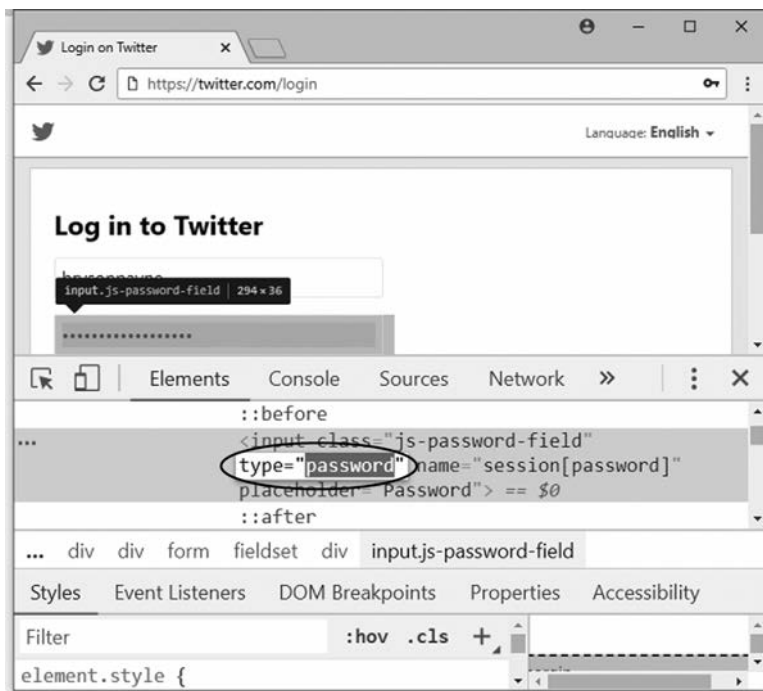 Login on Twitter
https://twitter.com/login
Language: English
Log in to Twitter
input.js-password-field | 294 × 36
••••••••••••••••••
Elements Console Sources Network »
::before
... <input class="js-password-field"
type="password" name="session[password]"
placeholder="Password"> == $0
::after
... div div form fieldset div input.js-password-field
Styles Event Listeners DOM Breakpoints Properties Accessibility
Filter :hov .cls +
element.style {